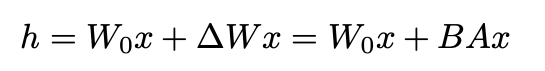 h = W₀x + ΔWx = W₀x + BAx